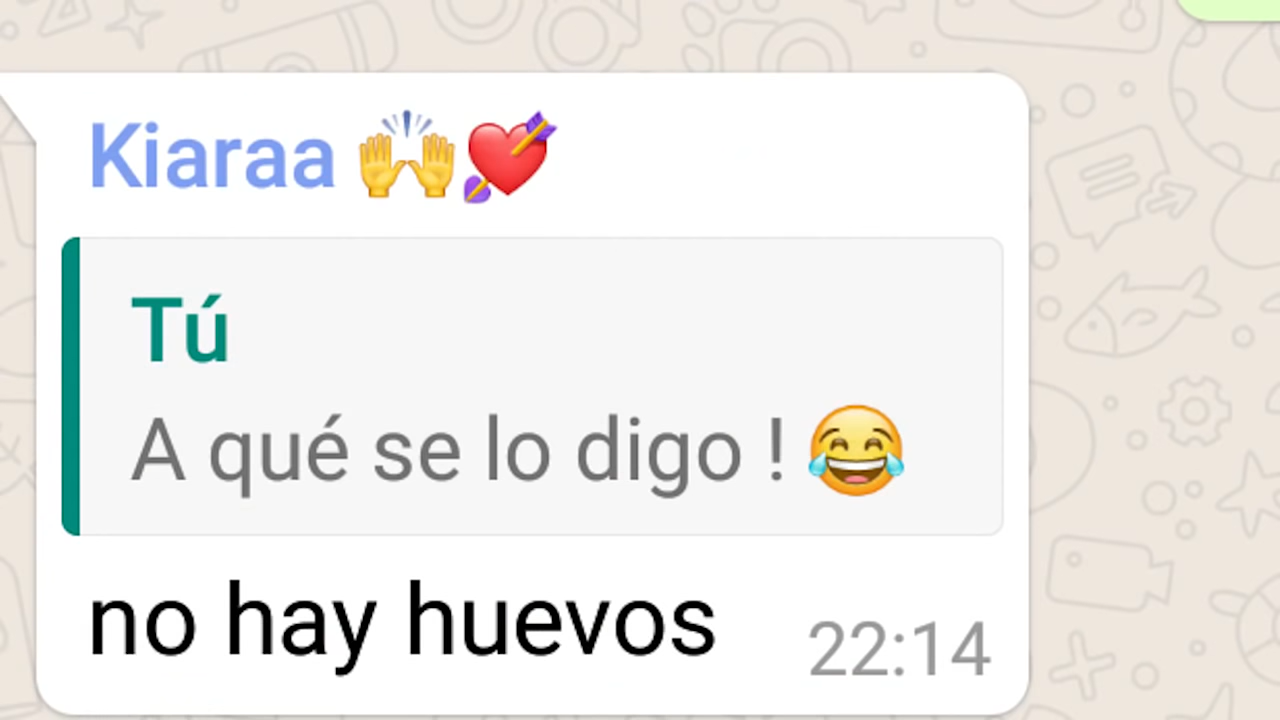 Kiaraa 🙌💘
Tú
A qué se lo digo ! 😂
no hay huevos
22:14